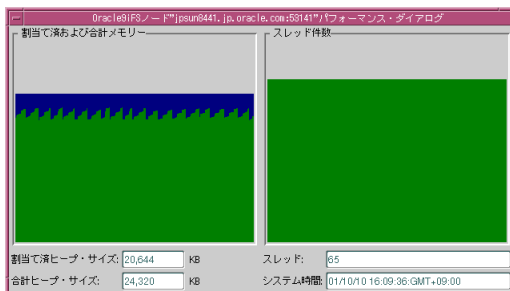 Oracle9iFSノード"jpsun8441.jp.oracle.com:53141"パフォーマンス・ダイアログ
割当て済および合計メモリー
スレッド件数
割当て済ヒープ・サイズ: 20,644 KB
スレッド: 65
合計ヒープ・サイズ: 24,320 KB
システム時間: 01/10/10 16:09:36:GMT+09:00